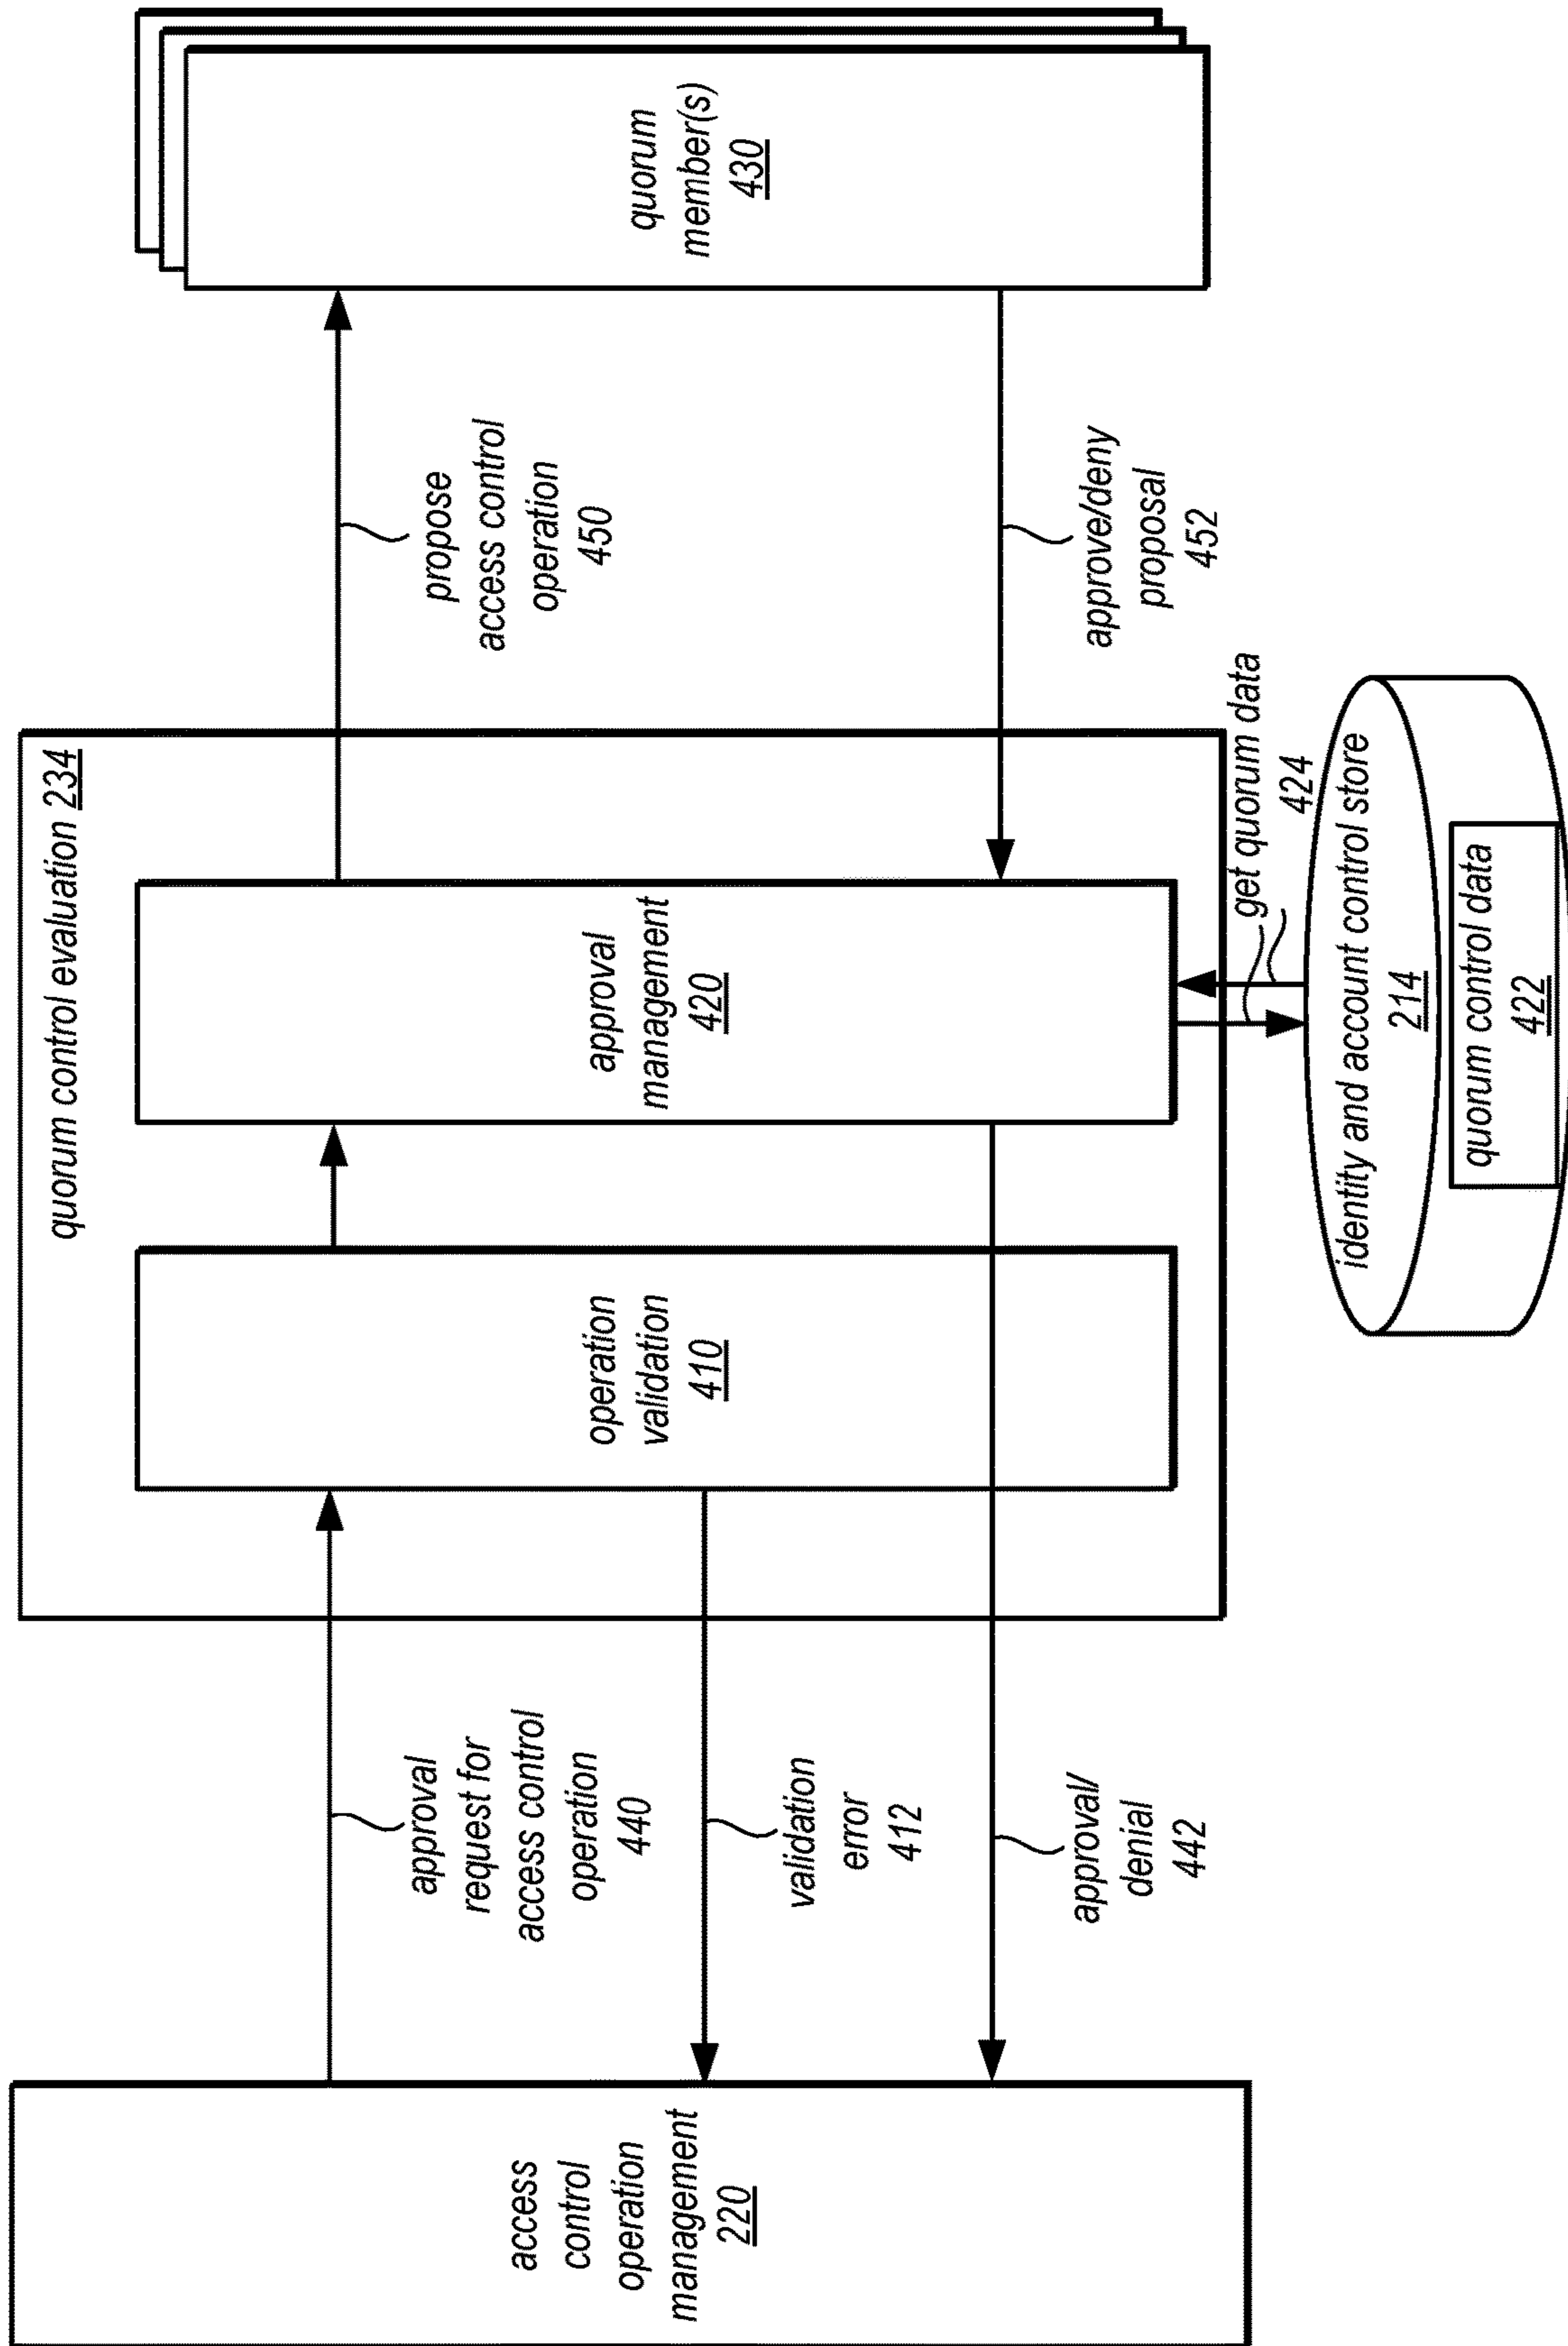 access
control
operation
management
220
approval
request for
access control
operation
440
validation
error
412
approval/
denial
442
quorum control evaluation 234
operation
validation
410
approval
management
420
propose
access control
operation
450
approve/deny
proposal
452
quorum
member(s)
430
get quorum data
424
identity and account control store
214
quorum control data
422